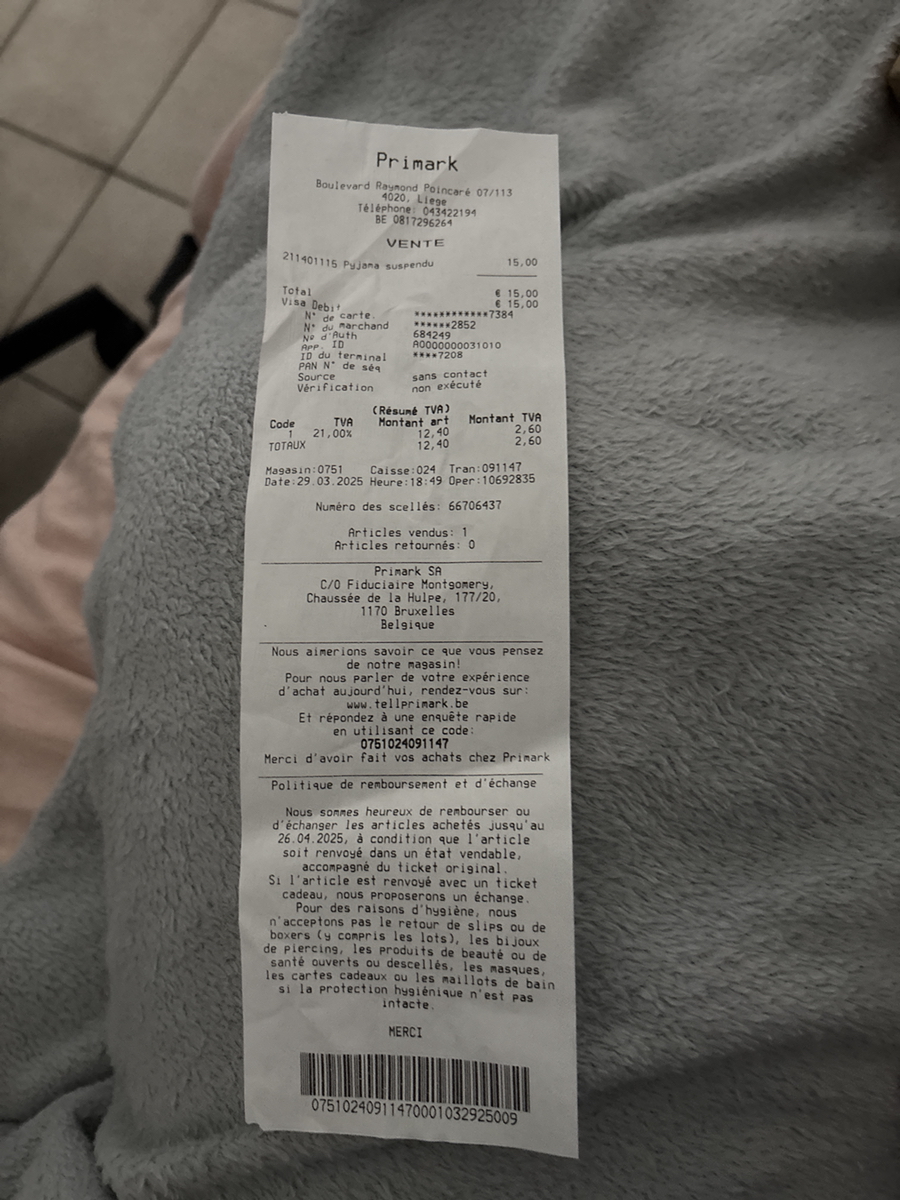 Primark
Boulevard Raymond Poincaré 07/113
4020, Liege
Téléphone: 043422194
BE 0817296264
VENTE
211401115 Pyjama suspendu 15,00
Total € 15,00
Visa Debit € 15,00
N° de carte. ************7384
N° du marchand ******2852
Nº d'Auth 684249
App. ID A0000000031010
ID du terminal ****7208
PAN N° de séq
Source sans contact
Vérification non exécuté
(Résumé TVA)
Code TVA Montant art Montant TVA
1 21,00% 12,40 2,60
TOTAUX 12,40 2,60
Magasin:0751 Caisse:024 Tran:091147
Date:29.03.2025 Heure:18:49 Oper:10692835
Numéro des scellés: 66706437
Articles vendus: 1
Articles retournés: 0
Primark SA
C/O Fiduciaire Montgomery,
Chaussée de la Hulpe, 177/20,
1170 Bruxelles
Belgique
Nous aimerions savoir ce que vous pensez
de notre magasin!
Pour nous parler de votre expérience
d'achat aujourd'hui, rendez-vous sur:
www.tellprimark.be
Et répondez à une enquête rapide
en utilisant ce code:
0751024091147
Merci d'avoir fait vos achats chez Primark
Politique de remboursement et d'échange
Nous sommes heureux de rembourser ou
d'échanger les articles achetés jusqu'au
26.04.2025, à condition que l'article
soit renvoyé dans un état vendable,
accompagné du ticket original.
Si l'article est renvoyé avec un ticket
cadeau, nous proposerons un échange.
Pour des raisons d'hygiène, nous
n'acceptons pas le retour de slips ou de
boxers (y compris les lots), les bijoux
de piercing, les produits de beauté ou de
santé ouverts ou descellés, les masques,
les cartes cadeaux ou les maillots de bain
si la protection hygiénique n'est pas
intacte.
MERCI
07510240911470001032925009